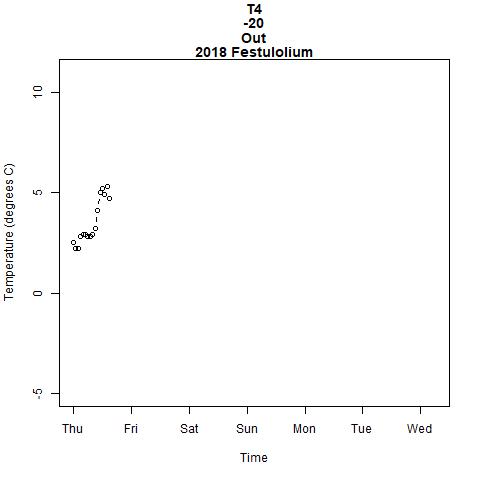 T4
-20
Out
2018 Festulolium
Temperature (degrees C)
10
5
0
-5
Thu Fri Sat Sun Mon Tue Wed
Time